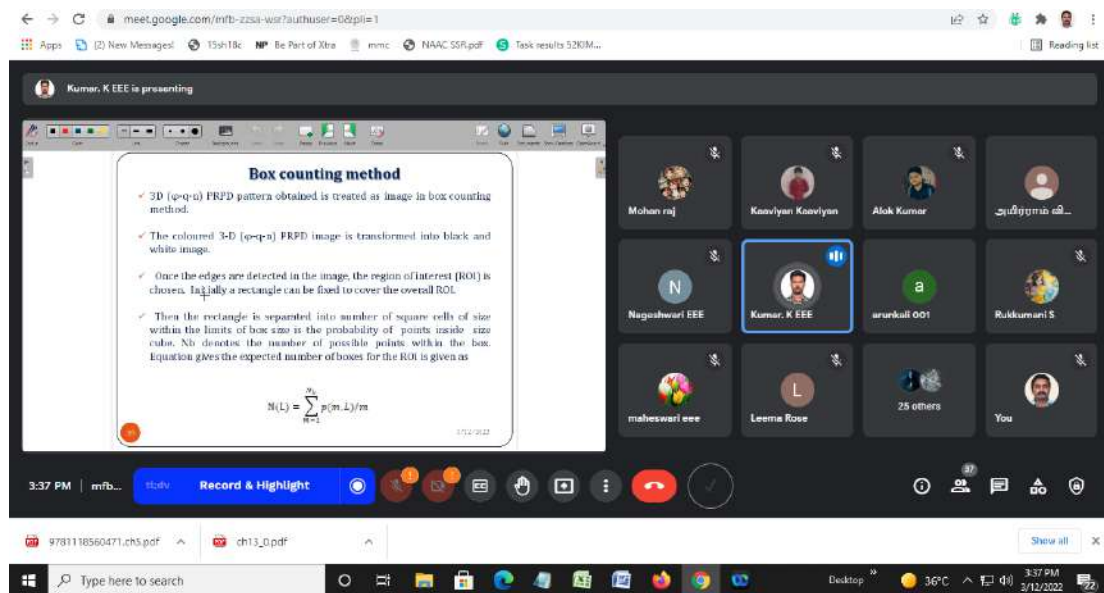 meet.google.com/mfb-zzsa-wsr?authuser=0&pli=1
Apps (2) New Messages! 15sh18c NP Be Part of Xtra mmc NAAC SSR.pdf Task results 52KIM... Reading list
Kumar. K EEE is presenting
Box counting method
✓ 3D (φ-q-n) PRPD pattern obtained is treated as image in box counting
method.
✓ The coloured 3-D (φ-q-n) PRPD image is transformed into black and
white image.
✓ Once the edges are detected in the image, the region of interest (ROI) is
chosen. Initially a rectangle can be fixed to cover the overall ROI.
✓ Then the rectangle is separated into number of square cells of size
within the limits of box size is the probability of points inside size
cube. Nb denotes the number of possible points within the box.
Equation gives the expected number of boxes for the ROI is given as
N(L) = ∑ p(m.L)/m
3/12/2022
Mohan raj
Kaaviyan Kaaviyan
Alok Kumar
N
Nageshwari EEE
Kumar. K EEE
a
arunkali 001
Rukkumani S
maheswari eee
L
Leema Rose
25 others
You
3:37 PM | mfb...
tl;dv Record & Highlight
CC
37
9781118560471.ch5.pdf
ch13_0.pdf
Show all
Type here to search
Desktop
36°C
3:37 PM
3/12/2022
22